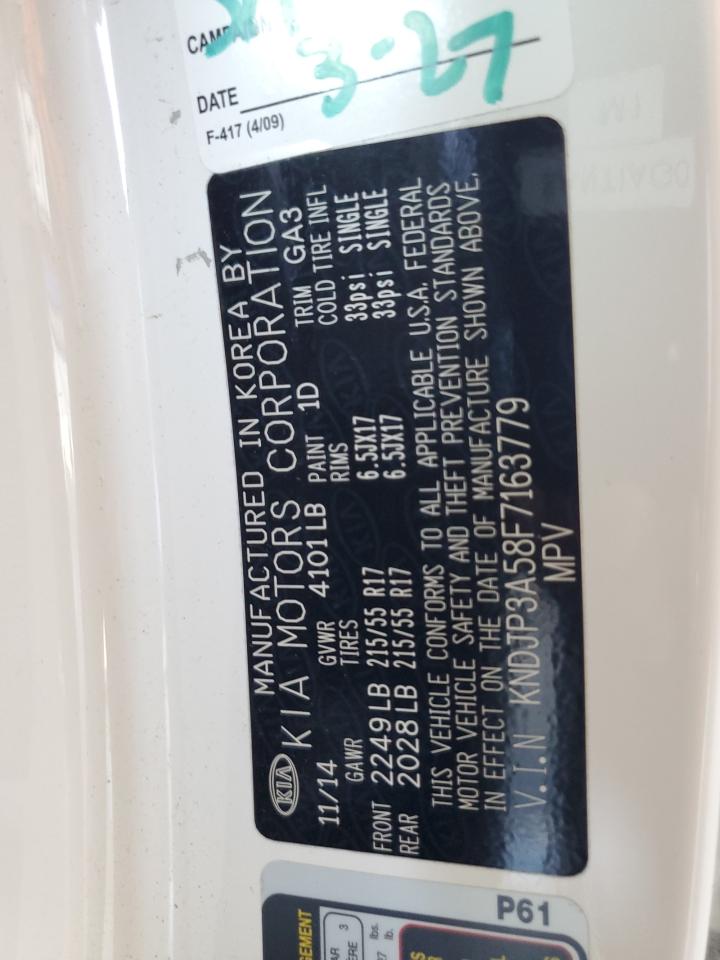 DATE 3-27
F-417 (4/09)
KIA
MANUFACTURED IN KOREA BY
KIA MOTORS CORPORATION
11/14 GVWR 4101LB PAINT 1D TRIM GA3
GAWR TIRES RIMS COLD TIRE INFL
FRONT 2249LB 215/55 R17 6.5JX17 33psi SINGLE
REAR 2028LB 215/55 R17 6.5JX17 33psi SINGLE
THIS VEHICLE CONFORMS TO ALL APPLICABLE U.S.A. FEDERAL
MOTOR VEHICLE SAFETY AND THEFT PREVENTION STANDARDS
IN EFFECT ON THE DATE OF MANUFACTURE SHOWN ABOVE.
V.I.N KNDJP3A58F7163779
MPV
P61